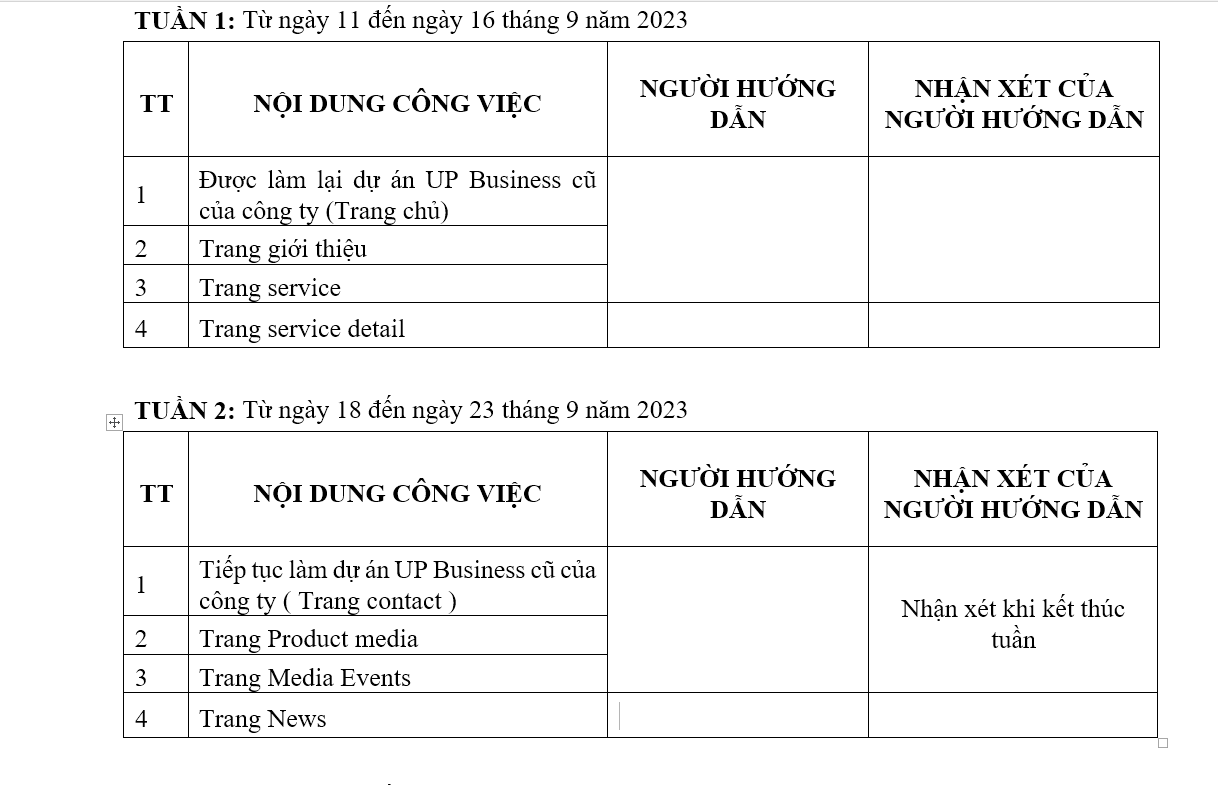 TUẦN 1: Từ ngày 11 đến ngày 16 tháng 9 năm 2023
TT
NỘI DUNG CÔNG VIỆC
NGƯỜI HƯỚNG
DẪN
NHẬN XÉT CỦA
NGƯỜI HƯỚNG DẪN
1
Được làm lại dự án UP Business cũ
của công ty (Trang chủ)
2
Trang giới thiệu
3
Trang service
4
Trang service detail
TUẦN 2: Từ ngày 18 đến ngày 23 tháng 9 năm 2023
TT
NỘI DUNG CÔNG VIỆC
NGƯỜI HƯỚNG
DẪN
NHẬN XÉT CỦA
NGƯỜI HƯỚNG DẪN
1
Tiếp tục làm dự án UP Business cũ của
công ty ( Trang contact )
Nhận xét khi kết thúc
tuần
2
Trang Product media
3
Trang Media Events
4
Trang News